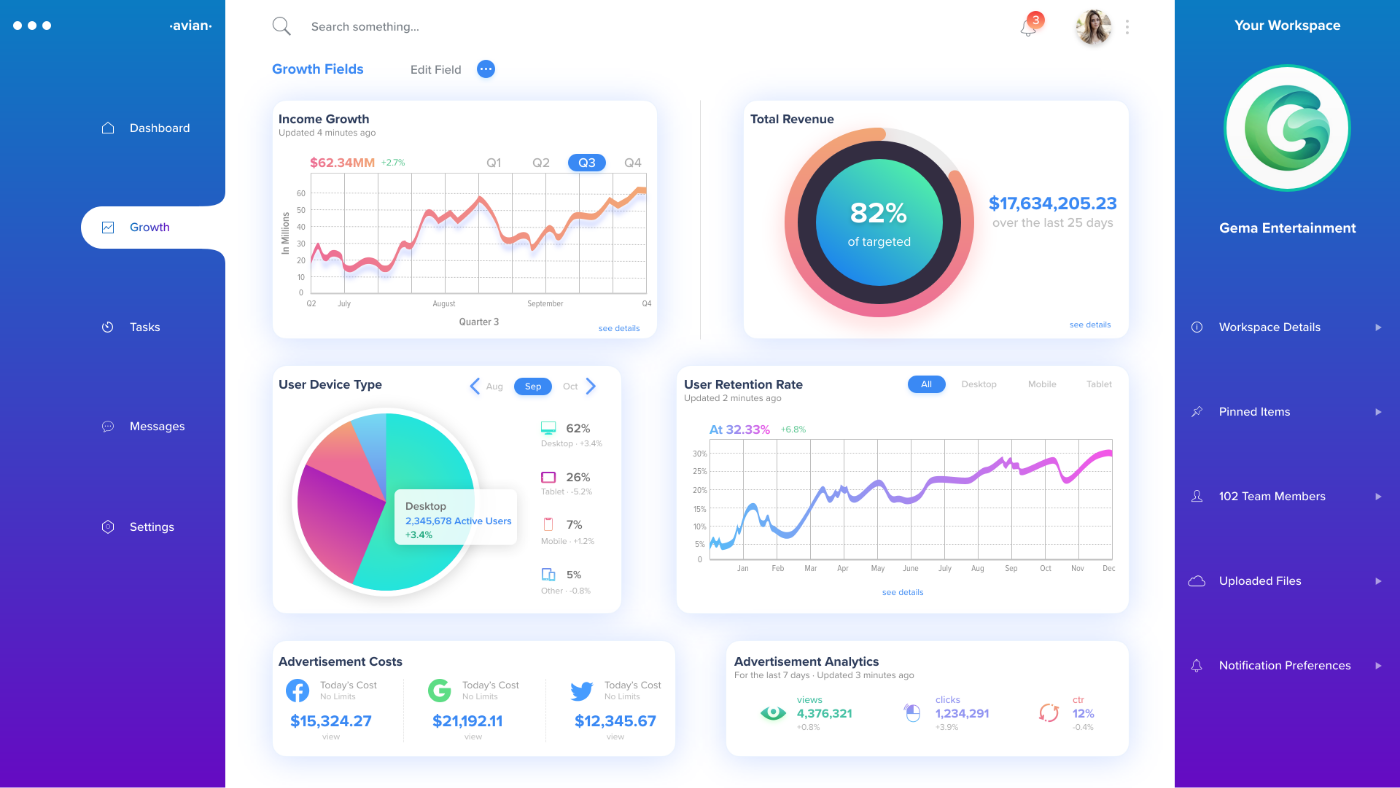 ·avian·
Dashboard
Growth
Tasks
Messages
Settings
Search something...
3
Growth Fields
Edit Field
Income Growth
Updated 4 minutes ago
$62.34MM +2.7%
Q1 Q2 Q3 Q4
In Millions
60
50
40
30
20
10
0
Q2 July August September Q4
Quarter 3
see details
Total Revenue
82%
of targeted
$17,634,205.23
over the last 25 days
see details
User Device Type
Aug Sep Oct
Desktop
2,345,678 Active Users
+3.4%
62%
Desktop · +3.4%
26%
Tablet · -5.2%
7%
Mobile · +1.2%
5%
Other · -0.8%
User Retention Rate
Updated 2 minutes ago
All Desktop Mobile Tablet
At 32.33% +6.8%
30%
25%
20%
15%
10%
5%
0
Jan Feb Mar Apr May June July Aug Sep Oct Nov Dec
see details
Advertisement Costs
Today's Cost
No Limits
$15,324.27
view
Today's Cost
No Limits
$21,192.11
view
Today's Cost
No Limits
$12,345.67
view
Advertisement Analytics
For the last 7 days · Updated 3 minutes ago
views
4,376,321
+0.8%
clicks
1,234,291
+3.9%
ctr
12%
-0.4%
Your Workspace
Gema Entertainment
Workspace Details
Pinned Items
102 Team Members
Uploaded Files
Notification Preferences